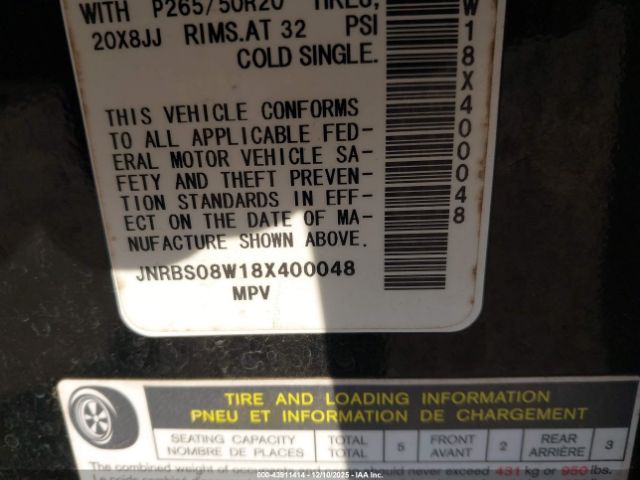 WITH P265/50R20 TIRES,
20X8JJ RIMS.AT 32 PSI
COLD SINGLE.
THIS VEHICLE CONFORMS
TO ALL APPLICABLE FED-
ERAL MOTOR VEHICLE SA-
FETY AND THEFT PREVEN-
TION STANDARDS IN EFF-
ECT ON THE DATE OF MA-
NUFACTURE SHOWN ABOVE.
JNRBS08W18X400048
MPV
W18X400048
TIRE AND LOADING INFORMATION
PNEU ET INFORMATION DE CHARGEMENT
SEATING CAPACITY TOTAL 5 FRONT 2 REAR 3
NOMBRE DE PLACES TOTAL AVANT ARRIÈRE
The combined weight of should never exceed 431 kg or 950 lbs.
000-43911414 - 12/10/2025 - IAAI.COM